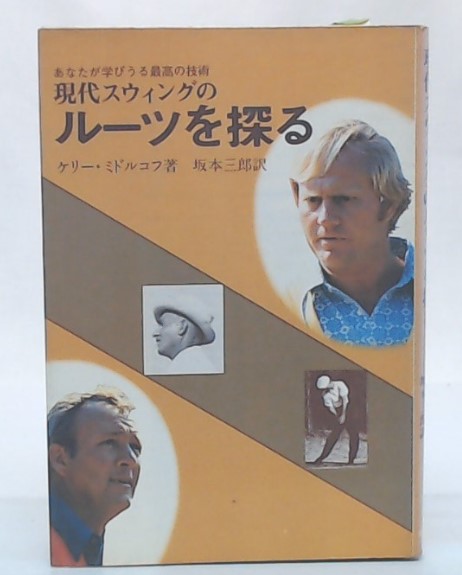 あなたが学びうる最高の技術
現代スウィングの
ルーツを探る
ケリー・ミドルコフ著 坂本三郎訳